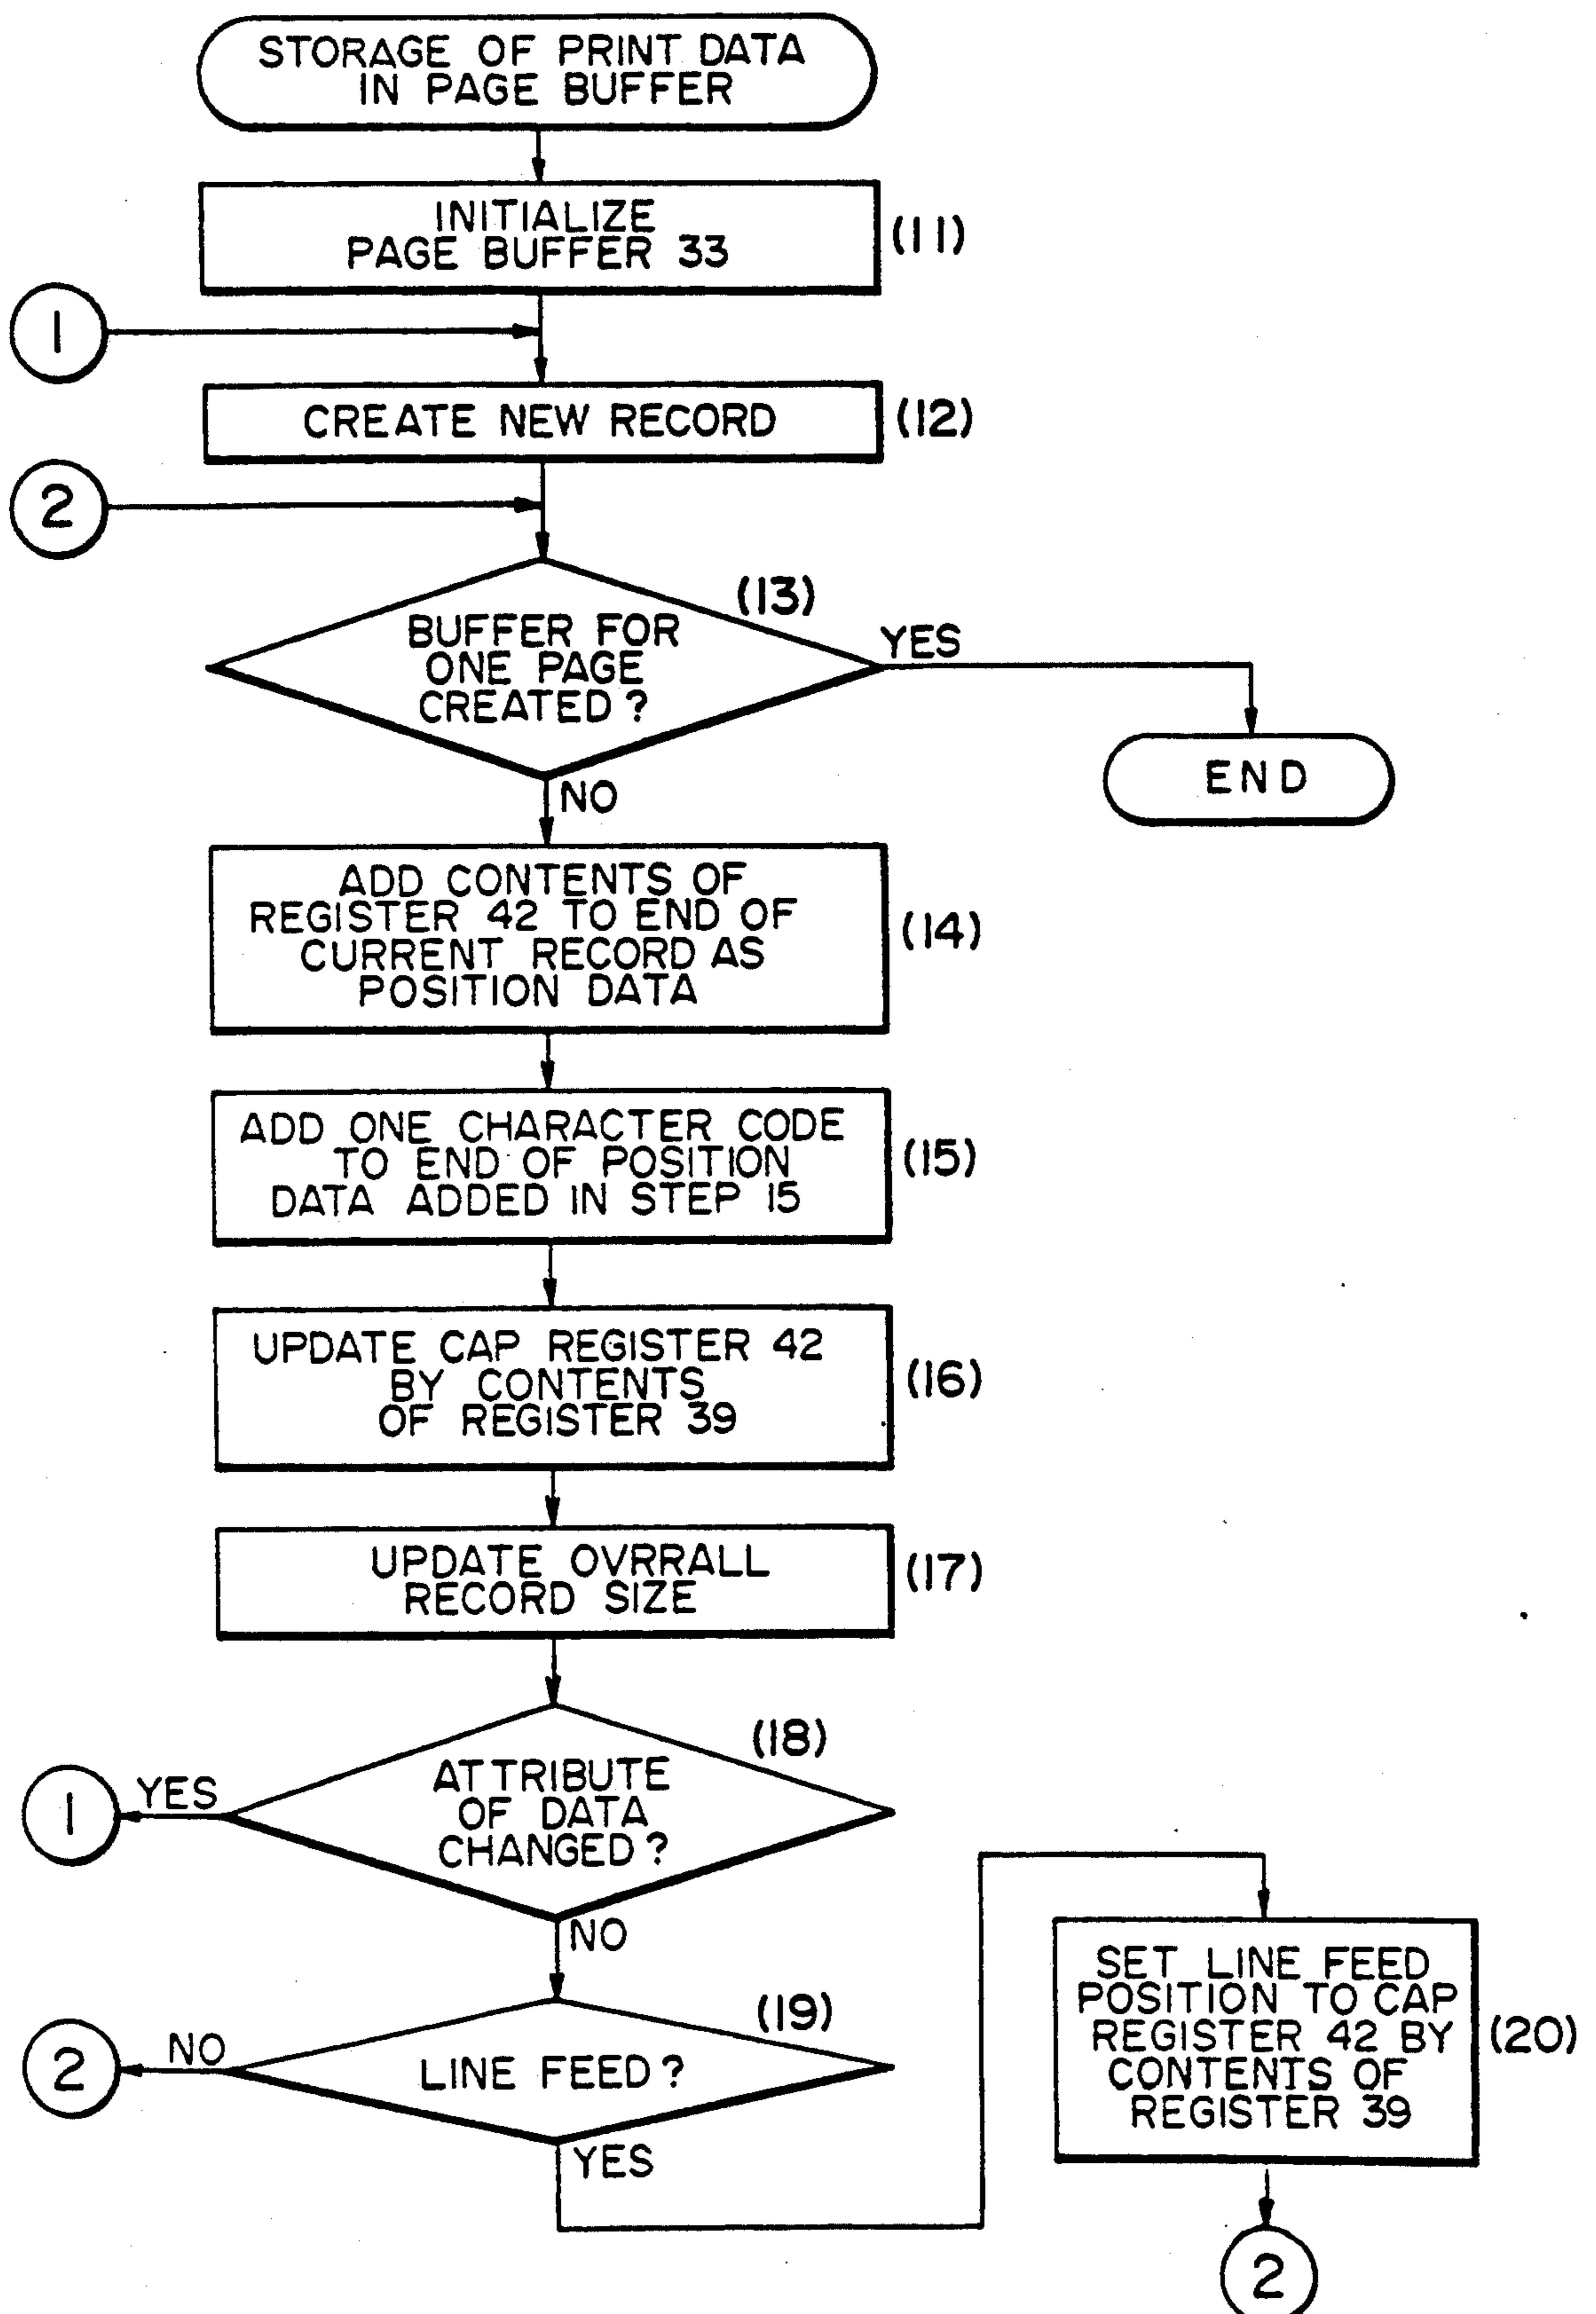 STORAGE OF PRINT DATA
IN PAGE BUFFER
INITIALIZE
PAGE BUFFER 33
(11)
1
CREATE NEW RECORD
(12)
2
(13)
BUFFER FOR
ONE PAGE
CREATED?
YES
END
NO
ADD CONTENTS OF
REGISTER 42 TO END OF
CURRENT RECORD AS
POSITION DATA
(14)
ADD ONE CHARACTER CODE
TO END OF POSITION
DATA ADDED IN STEP 15
(15)
UPDATE CAP REGISTER 42
BY CONTENTS
OF REGISTER 39
(16)
UPDATE OVRRALL
RECORD SIZE
(17)
(18)
ATTRIBUTE
OF DATA
CHANGED?
YES
1
NO
(19)
LINE FEED?
NO
2
YES
SET LINE FEED
POSITION TO CAP
REGISTER 42 BY
CONTENTS OF
REGISTER 39
(20)
2